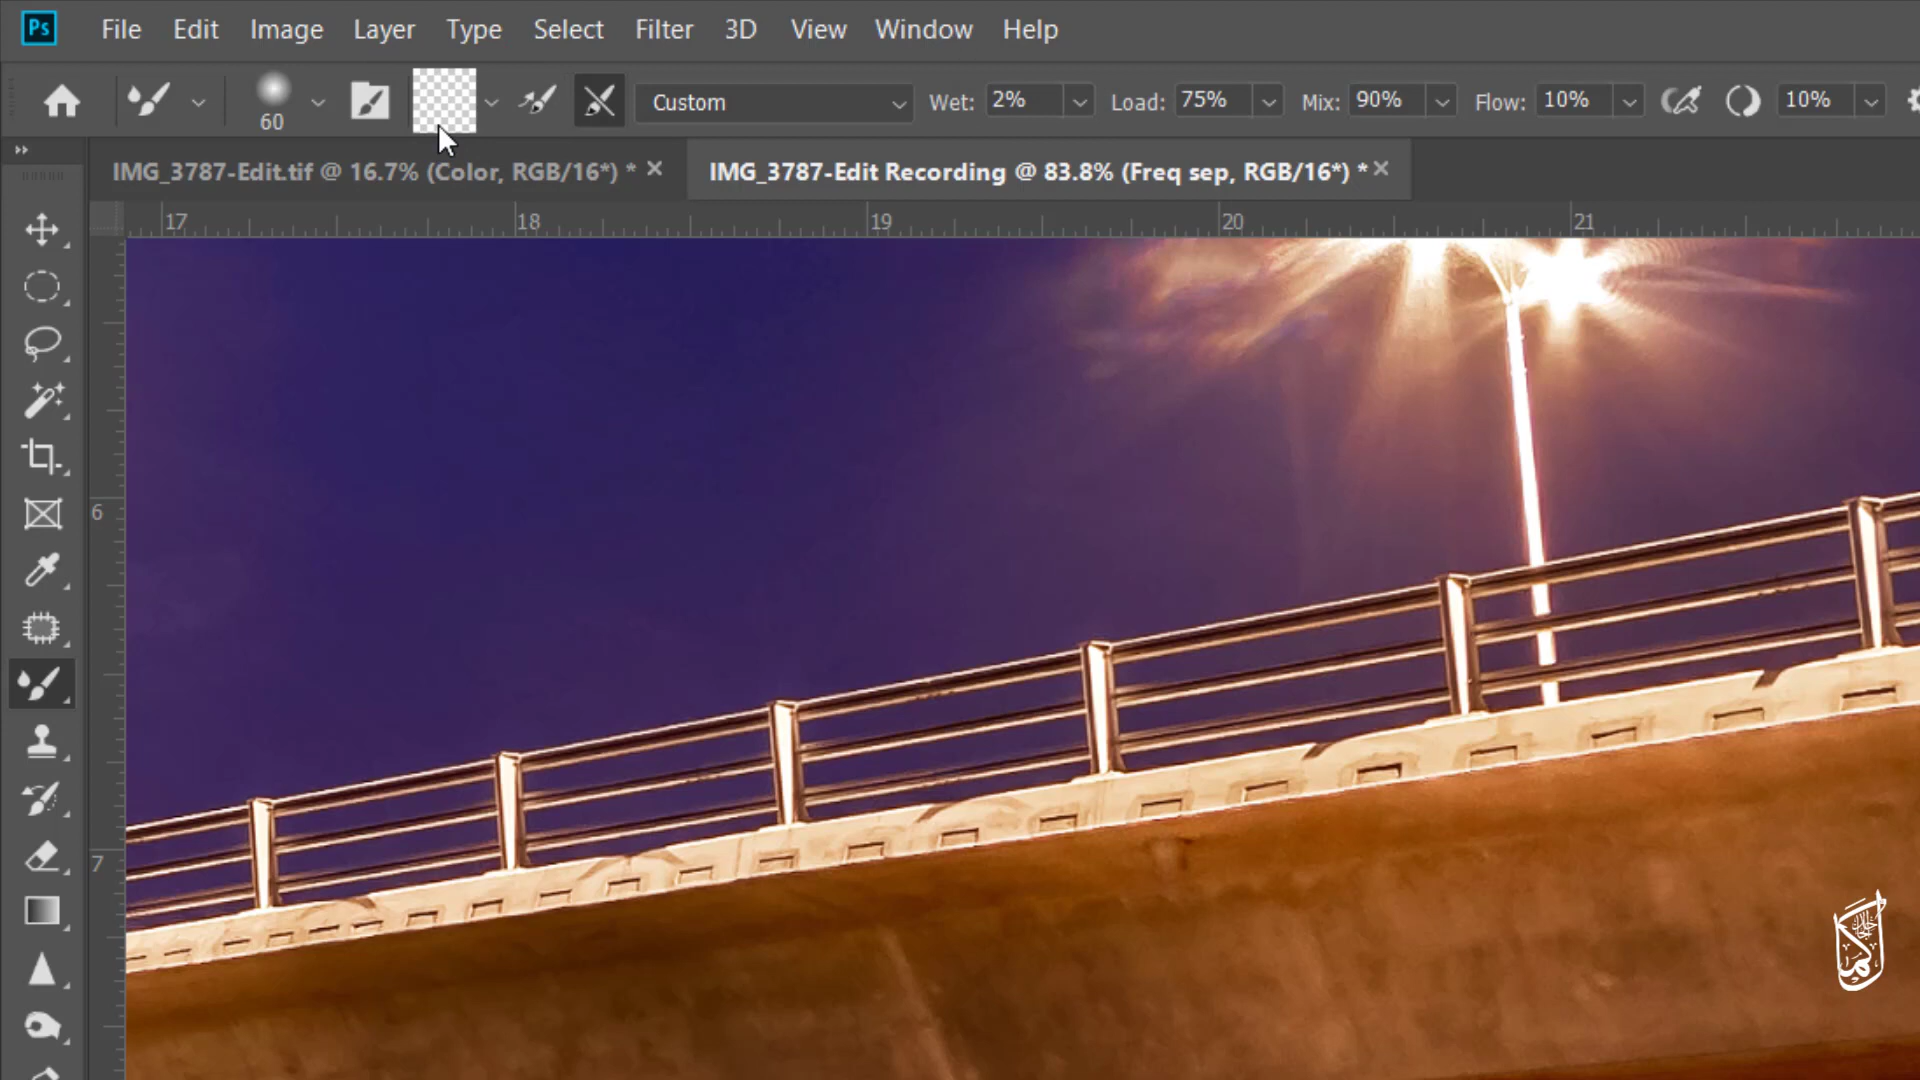 Ps File Edit Image Layer Type Select Filter 3D View Window Help
60 Custom Wet: 2% Load: 75% Mix: 90% Flow: 10% 10%
IMG_3787-Edit.tif @ 16.7% (Color, RGB/16*) * IMG_3787-Edit Recording @ 83.8% (Freq sep, RGB/16*) *
17 18 19 20 21
6
7